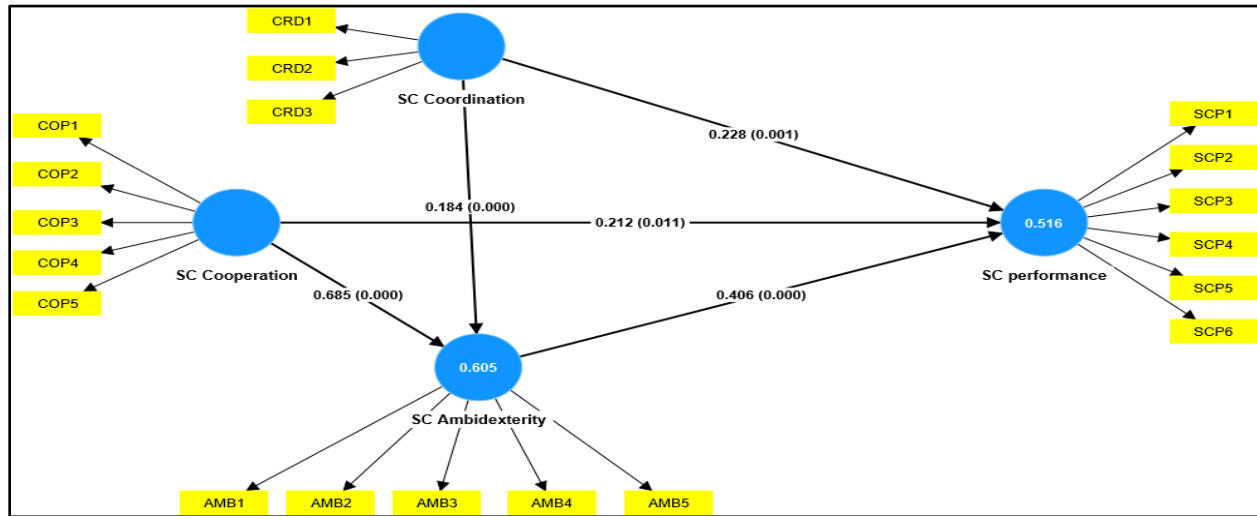 CRD1
CRD2
CRD3
SC Coordination
COP1
COP2
COP3
COP4
COP5
SC Cooperation
0.228 (0.001)
0.184 (0.000)
0.212 (0.011)
0.685 (0.000)
0.406 (0.000)
0.516
SC performance
SCP1
SCP2
SCP3
SCP4
SCP5
SCP6
0.605
SC Ambidexterity
AMB1
AMB2
AMB3
AMB4
AMB5